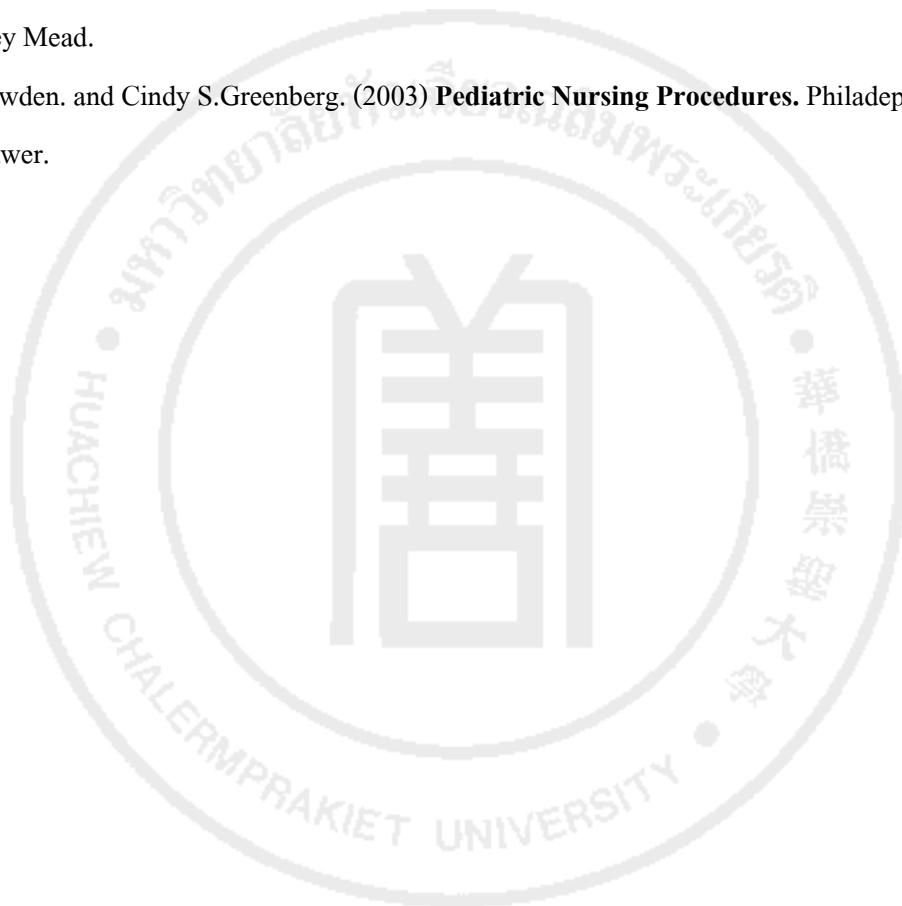 ey Mead.
wden. and Cindy S.Greenberg. (2003) Pediatric Nursing Procedures. Philadep
wer.
มหาวิทยาลัยหัวเฉียวเฉลิมพระเกียรติ
HUACHIEW CHALERMPRAKIET UNIVERSITY
華僑崇聖大學